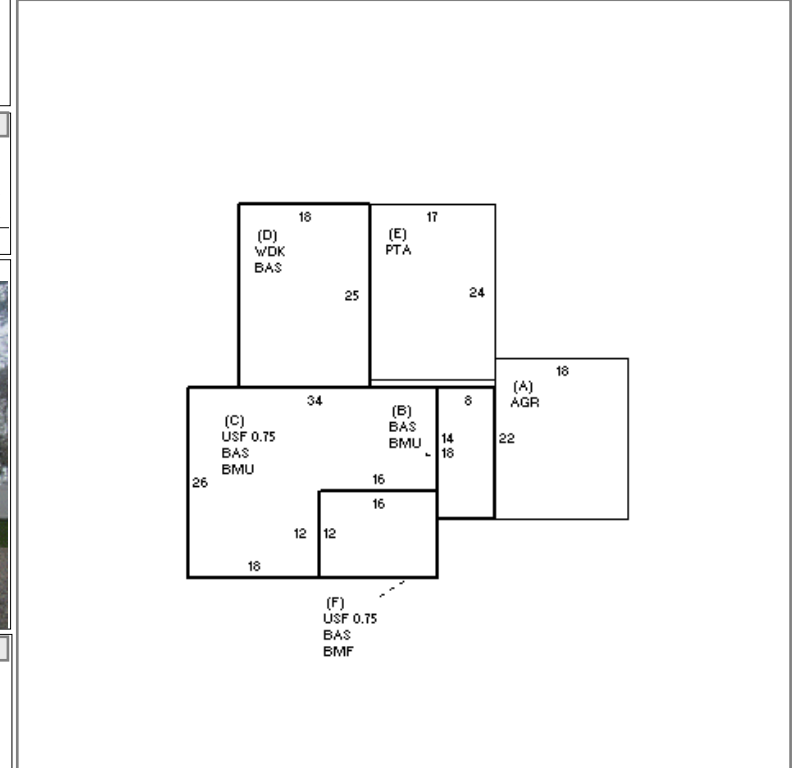 18
(D)
WDK
BAS
25
17
(E)
PTA
24
18
(A)
AGR
22
34
(C)
USF 0.75
BAS
BMU
26
(B)
BAS
BMU
8
14
18
16
16
12
12
18
(F)
USF 0.75
BAS
BMF